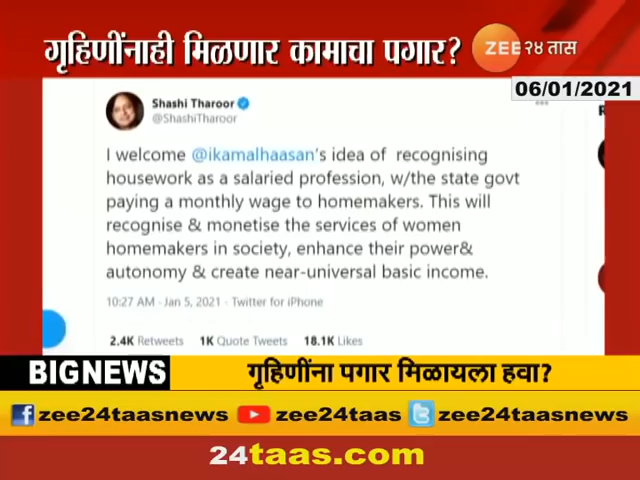 गृहिणींनाही मिळणार कामाचा पगार?
ZEE २४ तास
06/01/2021
Shashi Tharoor
@ShashiTharoor
I welcome @ikamalhaasan's idea of recognising
housework as a salaried profession, w/the state govt
paying a monthly wage to homemakers. This will
recognise & monetise the services of women
homemakers in society, enhance their power&
autonomy & create near-universal basic income.
10:27 AM · Jan 5, 2021 · Twitter for iPhone
2.4K Retweets 1K Quote Tweets 18.1K Likes
BIGNEWS
गृहिणींना पगार मिळायला हवा?
zee24taasnews zee24taas zee24taasnews
24taas.com